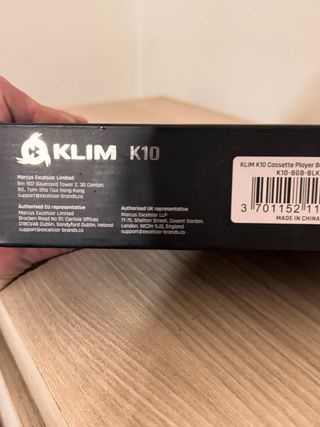 KLIM K10
Marcus Excelsior Limited
Rm 907 Silvercord Tower 2, 30 Canton
Rd., Tsim Sha Tsui Hong Kong
support@excelsior-brands.co
Authorised EU representative
Marcus Excelsior Limited
Bracken Road No 51, Carlisle Offices
D18CV48 Dublin, Sandyford Dublin, Ireland
support@excelsior-brands.co
Authorised UK representative
Marcus Excelsior LLP
71-75, Shelton Street, Covent Garden,
London, WC2H 9JQ, England
support@excelsior-brands.co
KLIM K10 Cassette Player B
K10-BGB-BLK
3 701152 11
MADE IN CHINA